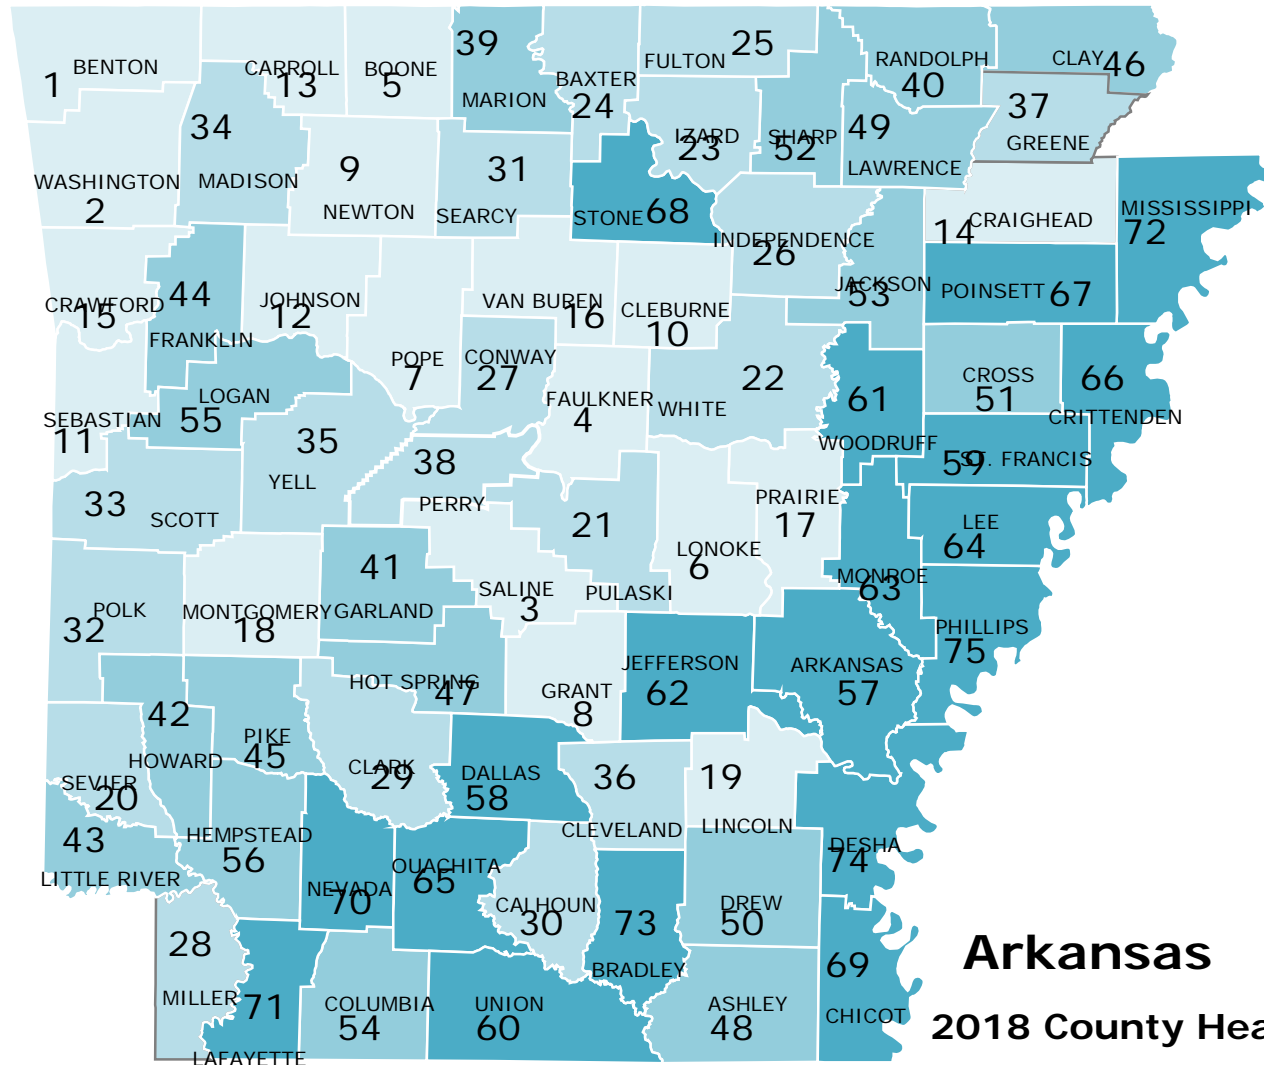 39
25
FULTON
RANDOLPH
40
CLAY
46
BENTON
1
CARROLL
13
BOONE
5
MARION
BAXTER
24
37
GREENE
34
MADISON
IZARD
23
SHARP
52
49
LAWRENCE
WASHINGTON
2
9
NEWTON
31
SEARCY
STONE
68
CRAIGHEAD
14
MISSISSIPPI
72
INDEPENDENCE
26
CRAWFORD
15
44
FRANKLIN
JOHNSON
12
VAN BUREN
16
CLEBURNE
10
JACKSON
53
POINSETT
67
POPE
7
CONWAY
27
22
WHITE
61
WOODRUFF
CROSS
51
66
CRITTENDEN
SEBASTIAN
11
LOGAN
55
35
YELL
FAULKNER
4
38
PERRY
59
ST. FRANCIS
33
SCOTT
21
PULASKI
LONOKE
6
PRAIRIE
17
LEE
64
41
GARLAND
SALINE
3
MONROE
63
POLK
32
MONTGOMERY
18
PHILLIPS
75
HOT SPRING
47
GRANT
8
JEFFERSON
62
ARKANSAS
57
42
HOWARD
PIKE
45
CLARK
29
DALLAS
58
36
CLEVELAND
19
LINCOLN
SEVIER
20
43
LITTLE RIVER
HEMPSTEAD
56
NEVADA
70
OUACHITA
65
DESHA
74
CALHOUN
30
73
BRADLEY
DREW
50
28
MILLER
71
LAFAYETTE
COLUMBIA
54
UNION
60
ASHLEY
48
69
CHICOT
Arkansas
2018 County Hea